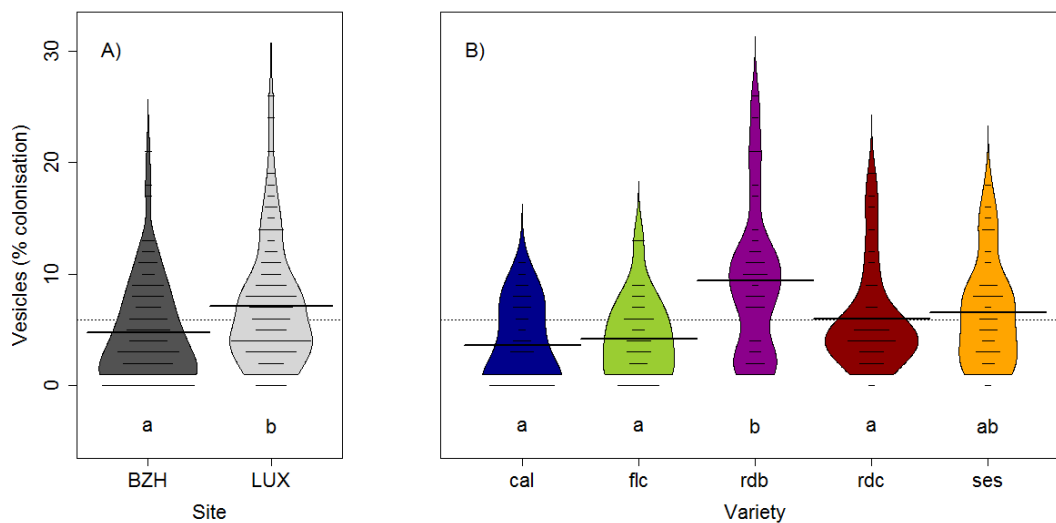 A)
B)
Vesicles (% colonisation)
30
20
10
0
a b
a a b a ab
BZH LUX
cal flc rdb rdc ses
Site
Variety